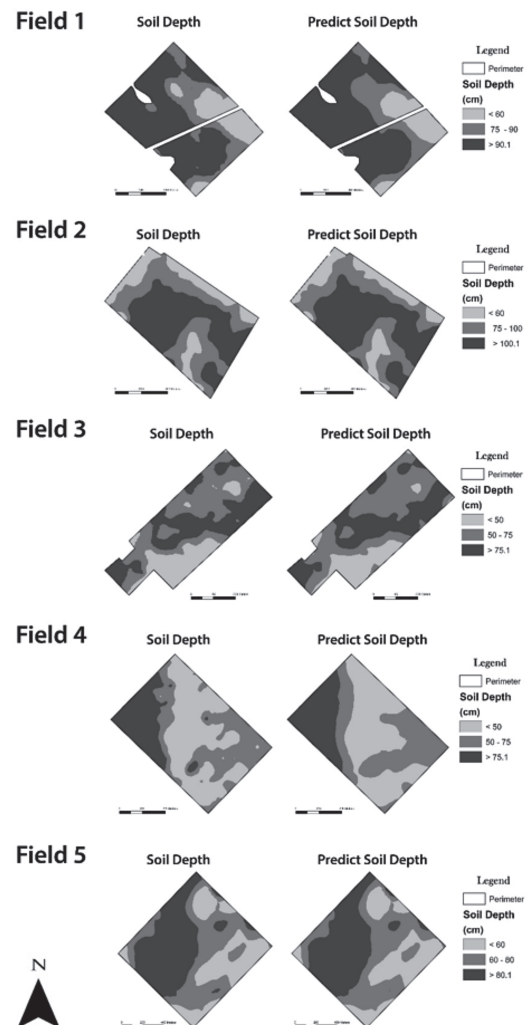 Field 1
Soil Depth
Predict Soil Depth
Legend
Perimeter
Soil Depth
(cm)
< 60
75 - 90
> 90.1
Field 2
Soil Depth
Predict Soil Depth
Legend
Perimeter
Soil Depth
(cm)
< 60
75 - 100
> 100.1
Field 3
Soil Depth
Predict Soil Depth
Legend
Perimeter
Soil Depth
(cm)
< 50
50 - 75
> 75.1
Field 4
Soil Depth
Predict Soil Depth
Legend
Perimeter
Soil Depth
(cm)
< 50
50 - 75
> 75.1
Field 5
Soil Depth
Predict Soil Depth
Legend
Perimeter
Soil Depth
(cm)
< 60
60 - 80
> 80.1
N